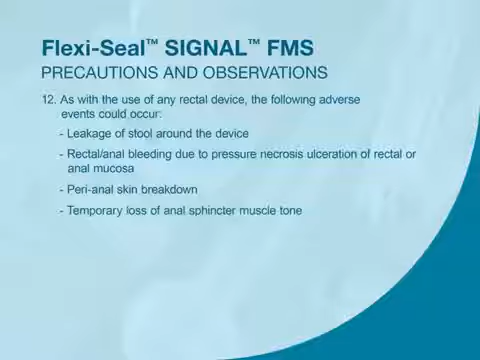 Flexi-Seal™ SIGNAL™ FMS
PRECAUTIONS AND OBSERVATIONS
12. As with the use of any rectal device, the following adverse
events could occur:
- Leakage of stool around the device
- Rectal/anal bleeding due to pressure necrosis ulceration of rectal or
anal mucosa
- Peri-anal skin breakdown
- Temporary loss of anal sphincter muscle tone